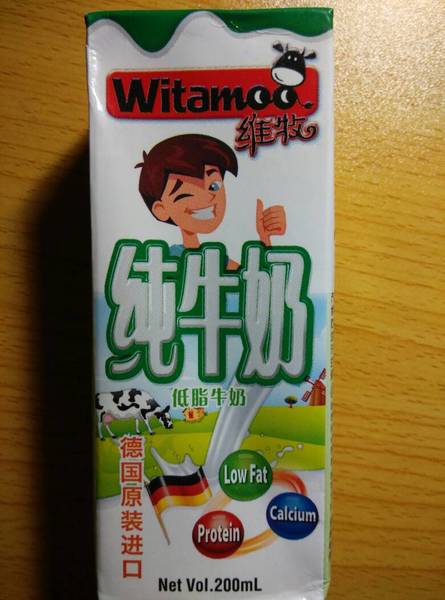 Witamoo
维牧
纯牛奶
低脂牛奶
德国原装进口
Low Fat
Protein
Calcium
Net Vol.200mL